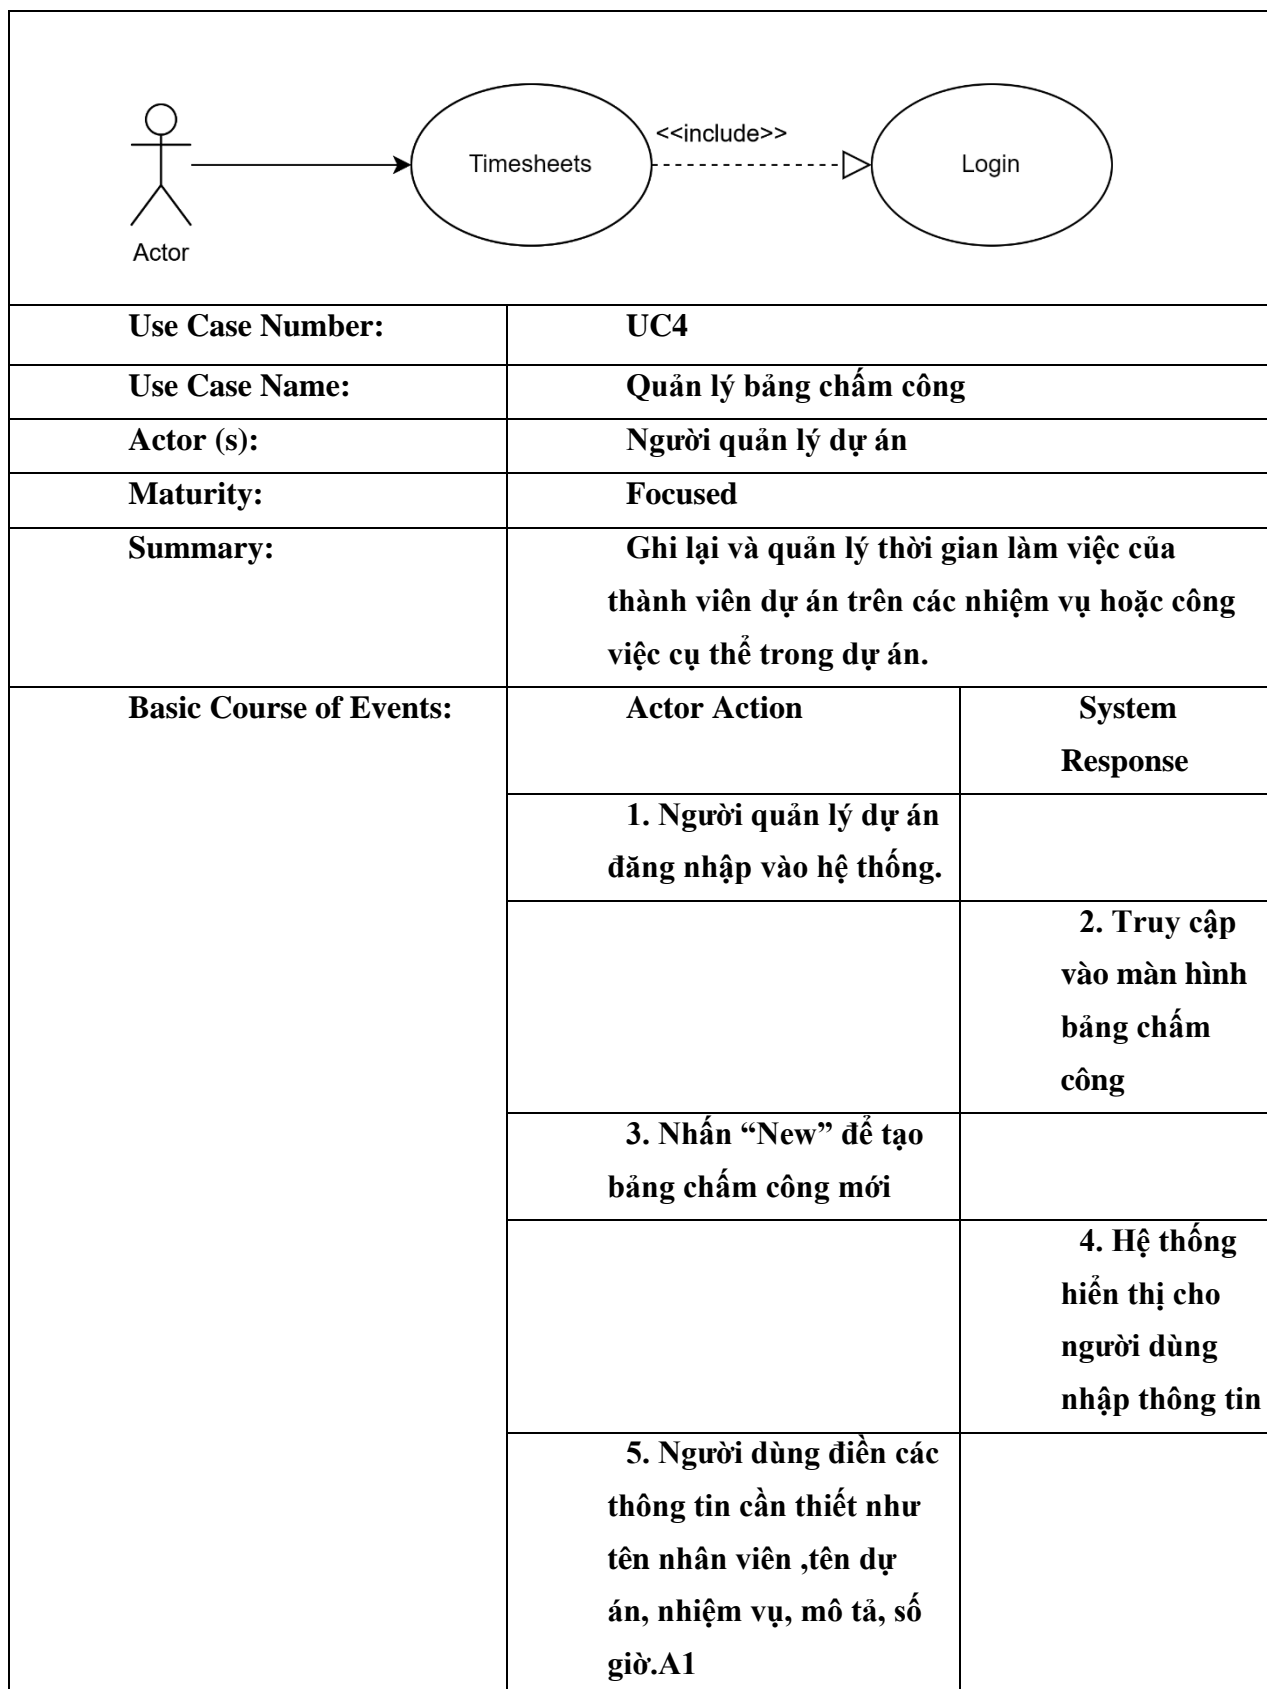 <<include>>
Timesheets
Login
Actor
Use Case Number:
UC4
Use Case Name:
Quản lý bảng chấm công
Actor (s):
Người quản lý dự án
Maturity:
Focused
Summary:
Ghi lại và quản lý thời gian làm việc của
thành viên dự án trên các nhiệm vụ hoặc công
việc cụ thể trong dự án.
Basic Course of Events:
Actor Action
System
Response
1. Người quản lý dự án
đăng nhập vào hệ thống.
2. Truy cập
vào màn hình
bảng chấm
công
3. Nhấn “New” để tạo
bảng chấm công mới
4. Hệ thống
hiển thị cho
người dùng
nhập thông tin
5. Người dùng điền các
thông tin cần thiết như
tên nhân viên ,tên dự
án, nhiệm vụ, mô tả, số
giờ.A1